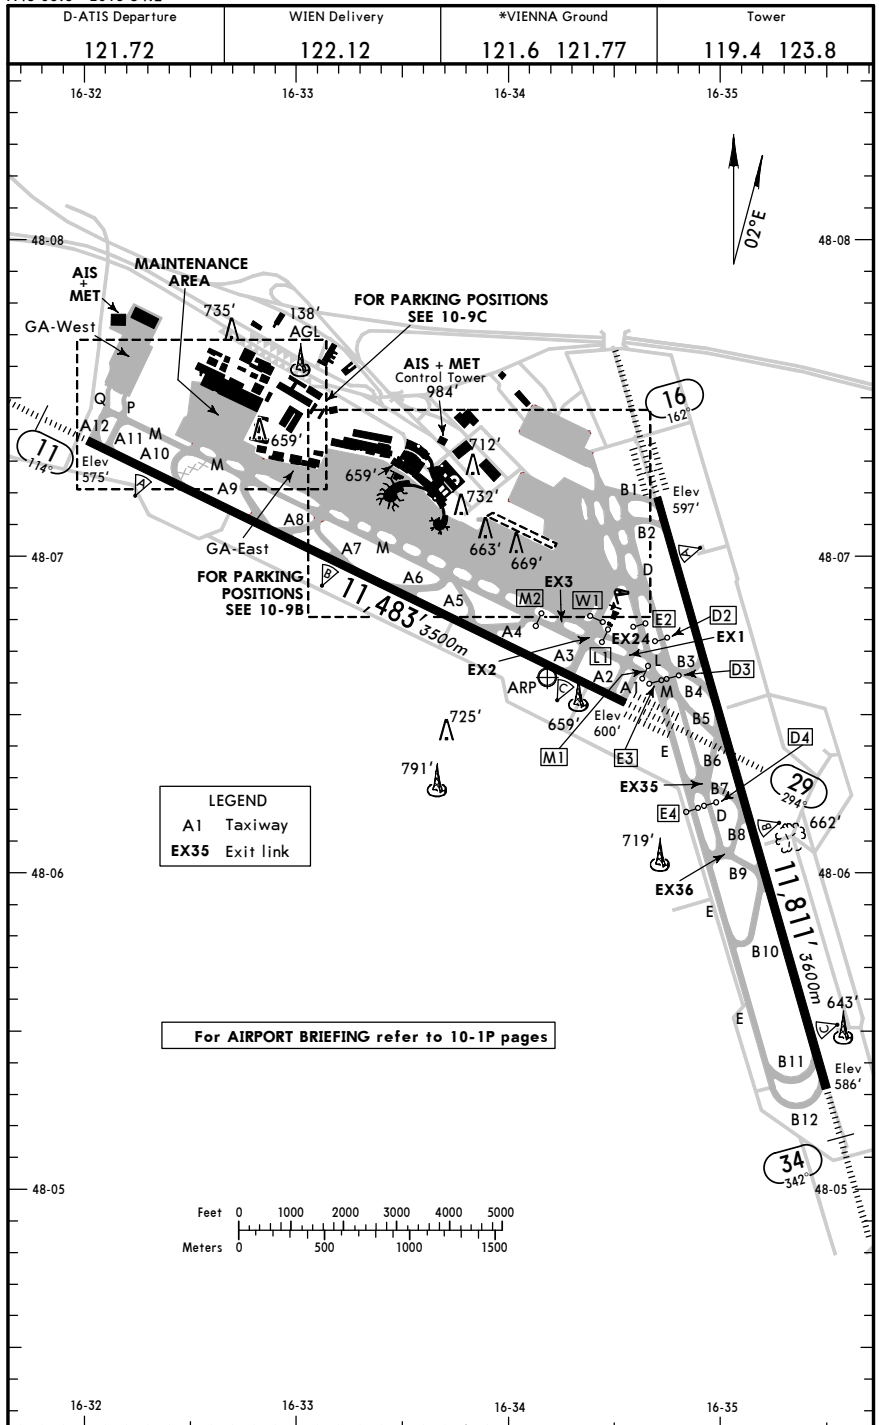 D-ATIS Departure
121.72
WIEN Delivery
122.12
*VIENNA Ground
121.6 121.77
Tower
119.4 123.8
16-32
16-33
16-34
16-35
02°E
48-08
48-08
MAINTENANCE
AREA
AIS
+
MET
GA-West
735'
138'
AGL
FOR PARKING POSITIONS
SEE 10-9C
AIS + MET
Control Tower
984'
16
162°
Q
P
A12
A11
M
A10
11
114°
Elev
575'
A
M
A9
659'
659'
712'
732'
663'
669'
B1
Elev
597'
B2
A
D
A8
GA-East
A7
M
48-07
48-07
FOR PARKING
POSITIONS
SEE 10-9B
B
11,483' 3500m
A6
A5
A4
M2
EX3
W1
E2
D2
EX24
EX1
EX2
L1
A3
A2
A1
L
M
B3
D3
B4
ARP
C
659'
Elev
600'
M1
E3
E
B5
D4
B6
725'
791'
EX35
B7
29
294°
E4
D
B8
B
662'
LEGEND
A1 Taxiway
EX35 Exit link
719'
48-06
48-06
EX36
B9
11,811' 3600m
E
B10
643'
C
E
For AIRPORT BRIEFING refer to 10-1P pages
B11
Elev
586'
B12
34
342°
48-05
48-05
Feet 0 1000 2000 3000 4000 5000
Meters 0 500 1000 1500
16-32
16-33
16-34
16-35